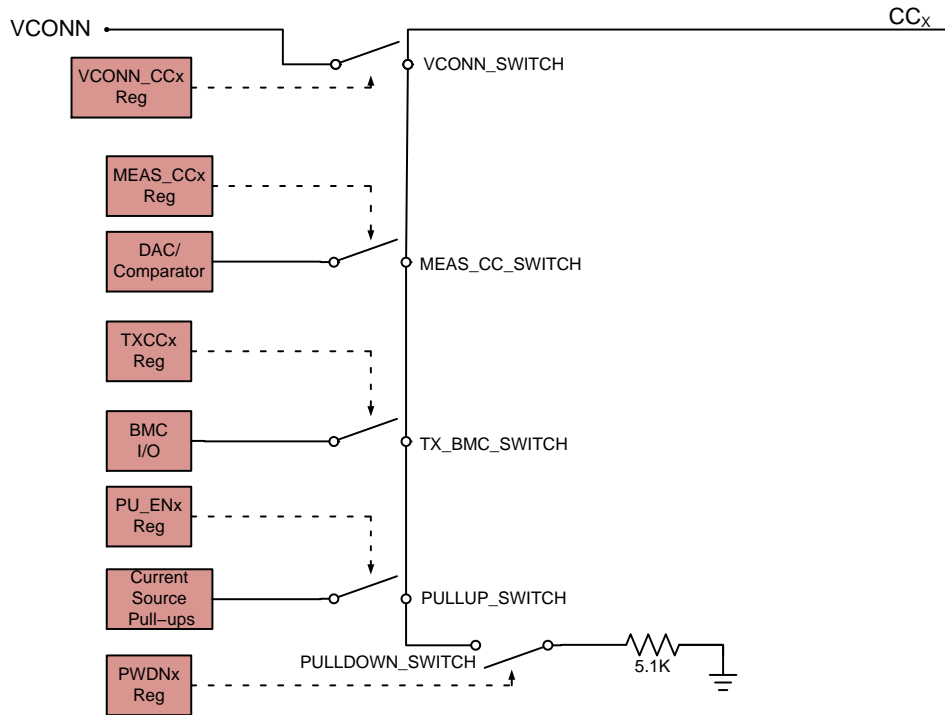 VCONN
CCX
VCONN_CCx
Reg
VCONN_SWITCH
MEAS_CCx
Reg
DAC/
Comparator
MEAS_CC_SWITCH
TXCCx
Reg
BMC
I/O
TX_BMC_SWITCH
PU_ENx
Reg
Current
Source
Pull−ups
PULLUP_SWITCH
PULLDOWN_SWITCH
5.1K
PWDNx
Reg